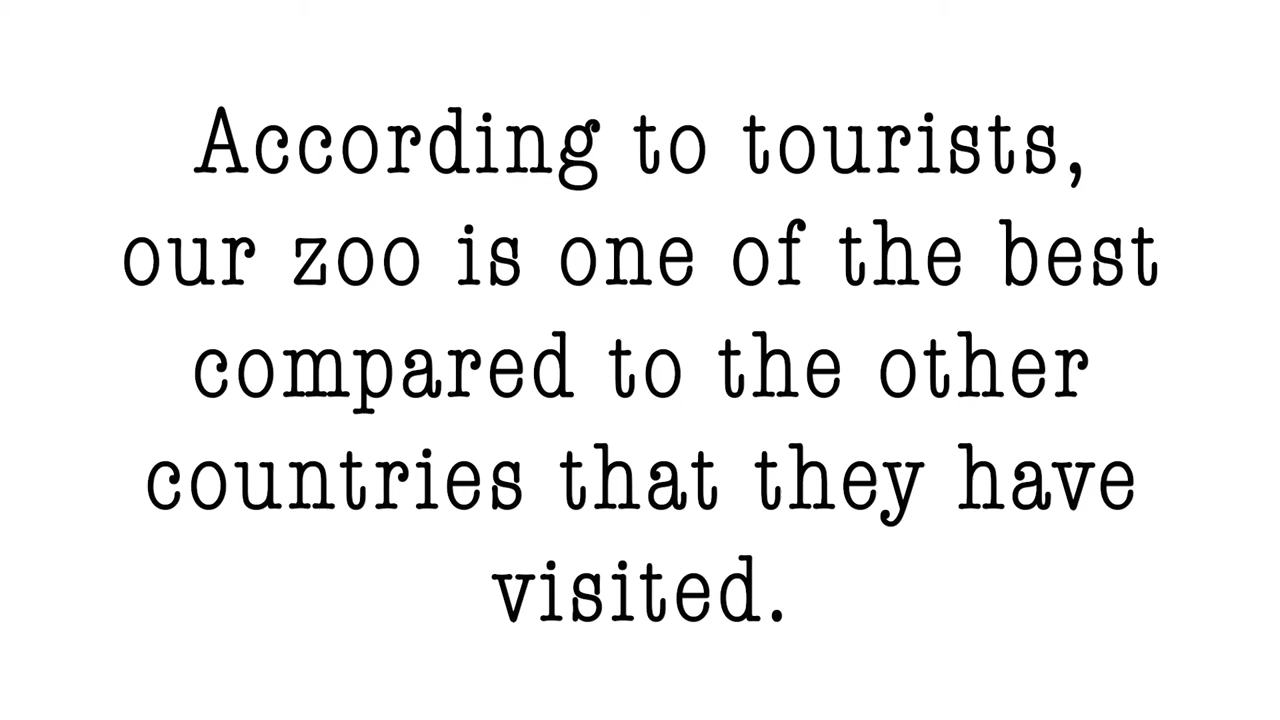 According to tourists,
our zoo is one of the best
compared to the other
countries that they have
visited.